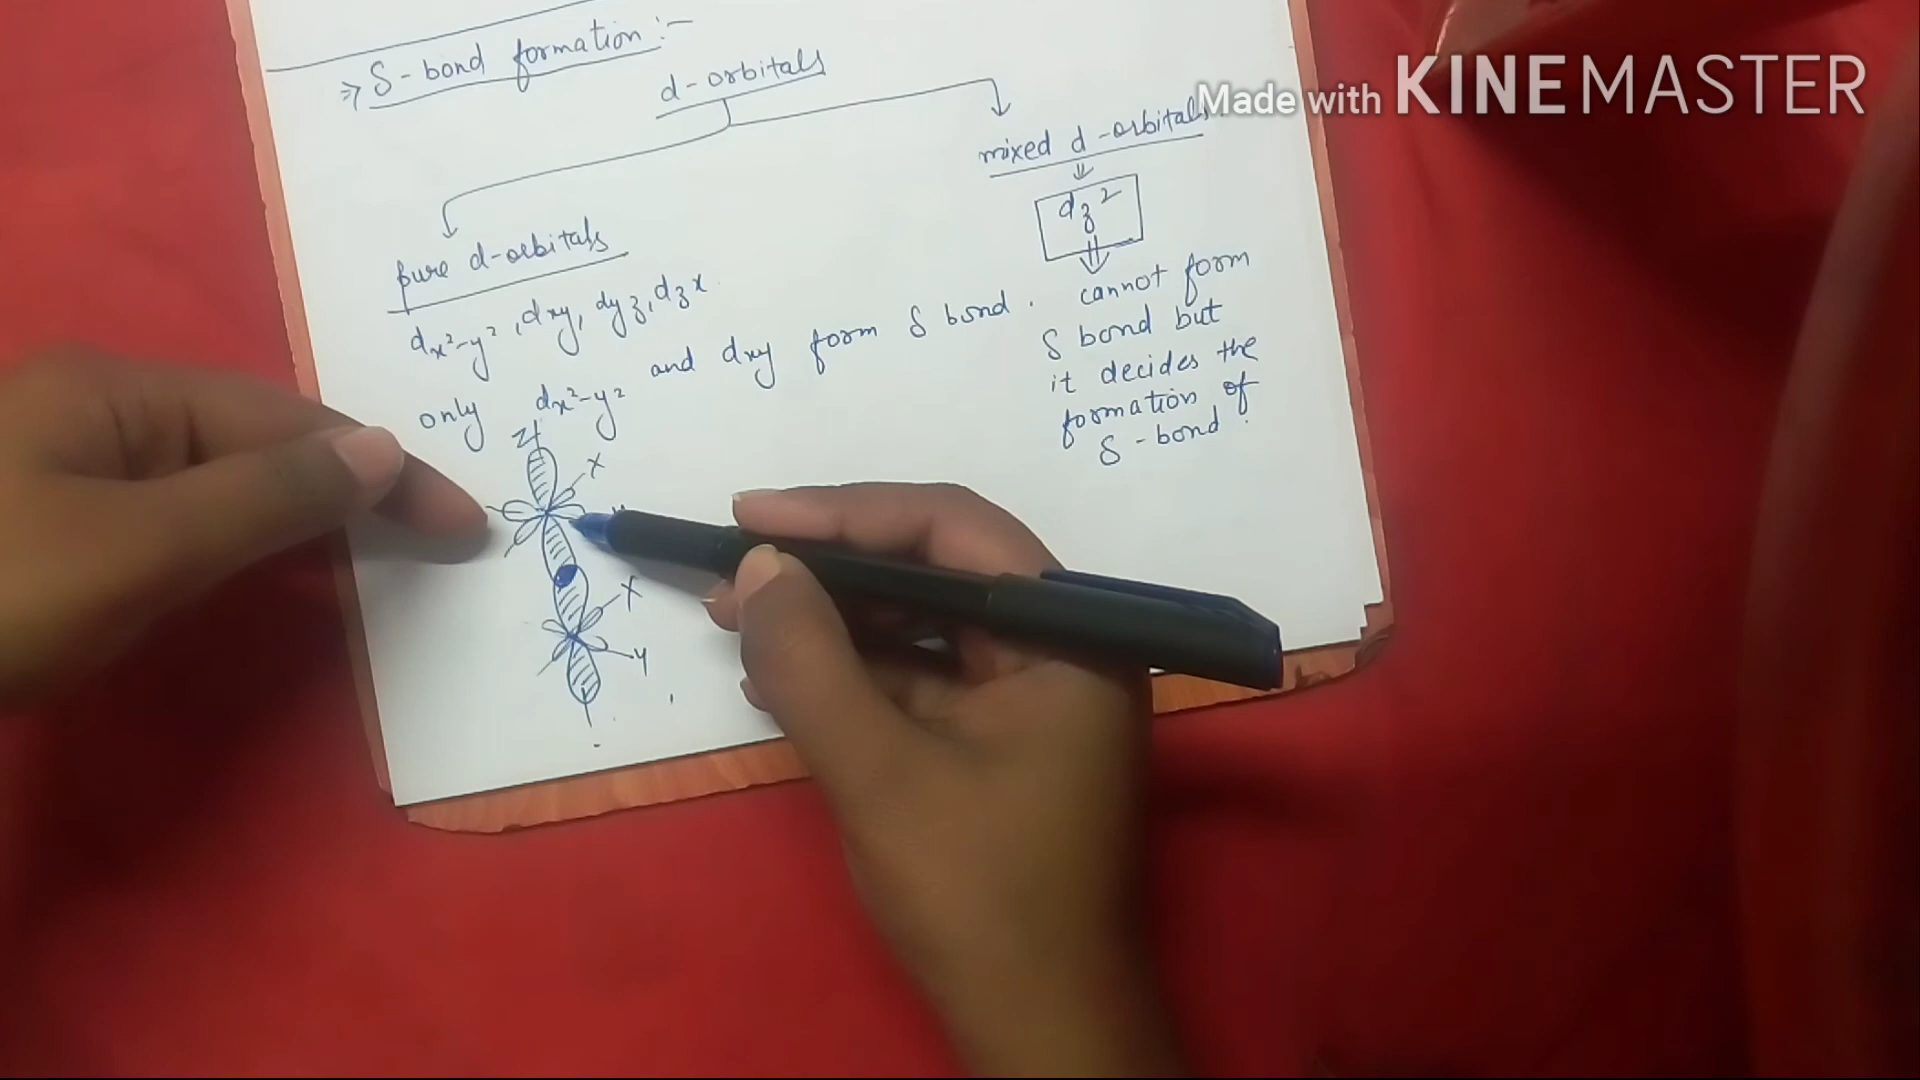 ⇒ δ-bond formation :-
d-orbitals
Made with KINEMASTER
mixed d-orbitals
dz²
pure d-orbitals
dx²-y², dxy, dyz, dzx.
only dx²-y² and dxy form δ bond.
cannot form
δ bond but
it decides the
formation of
δ-bond.
Z
X
X
y